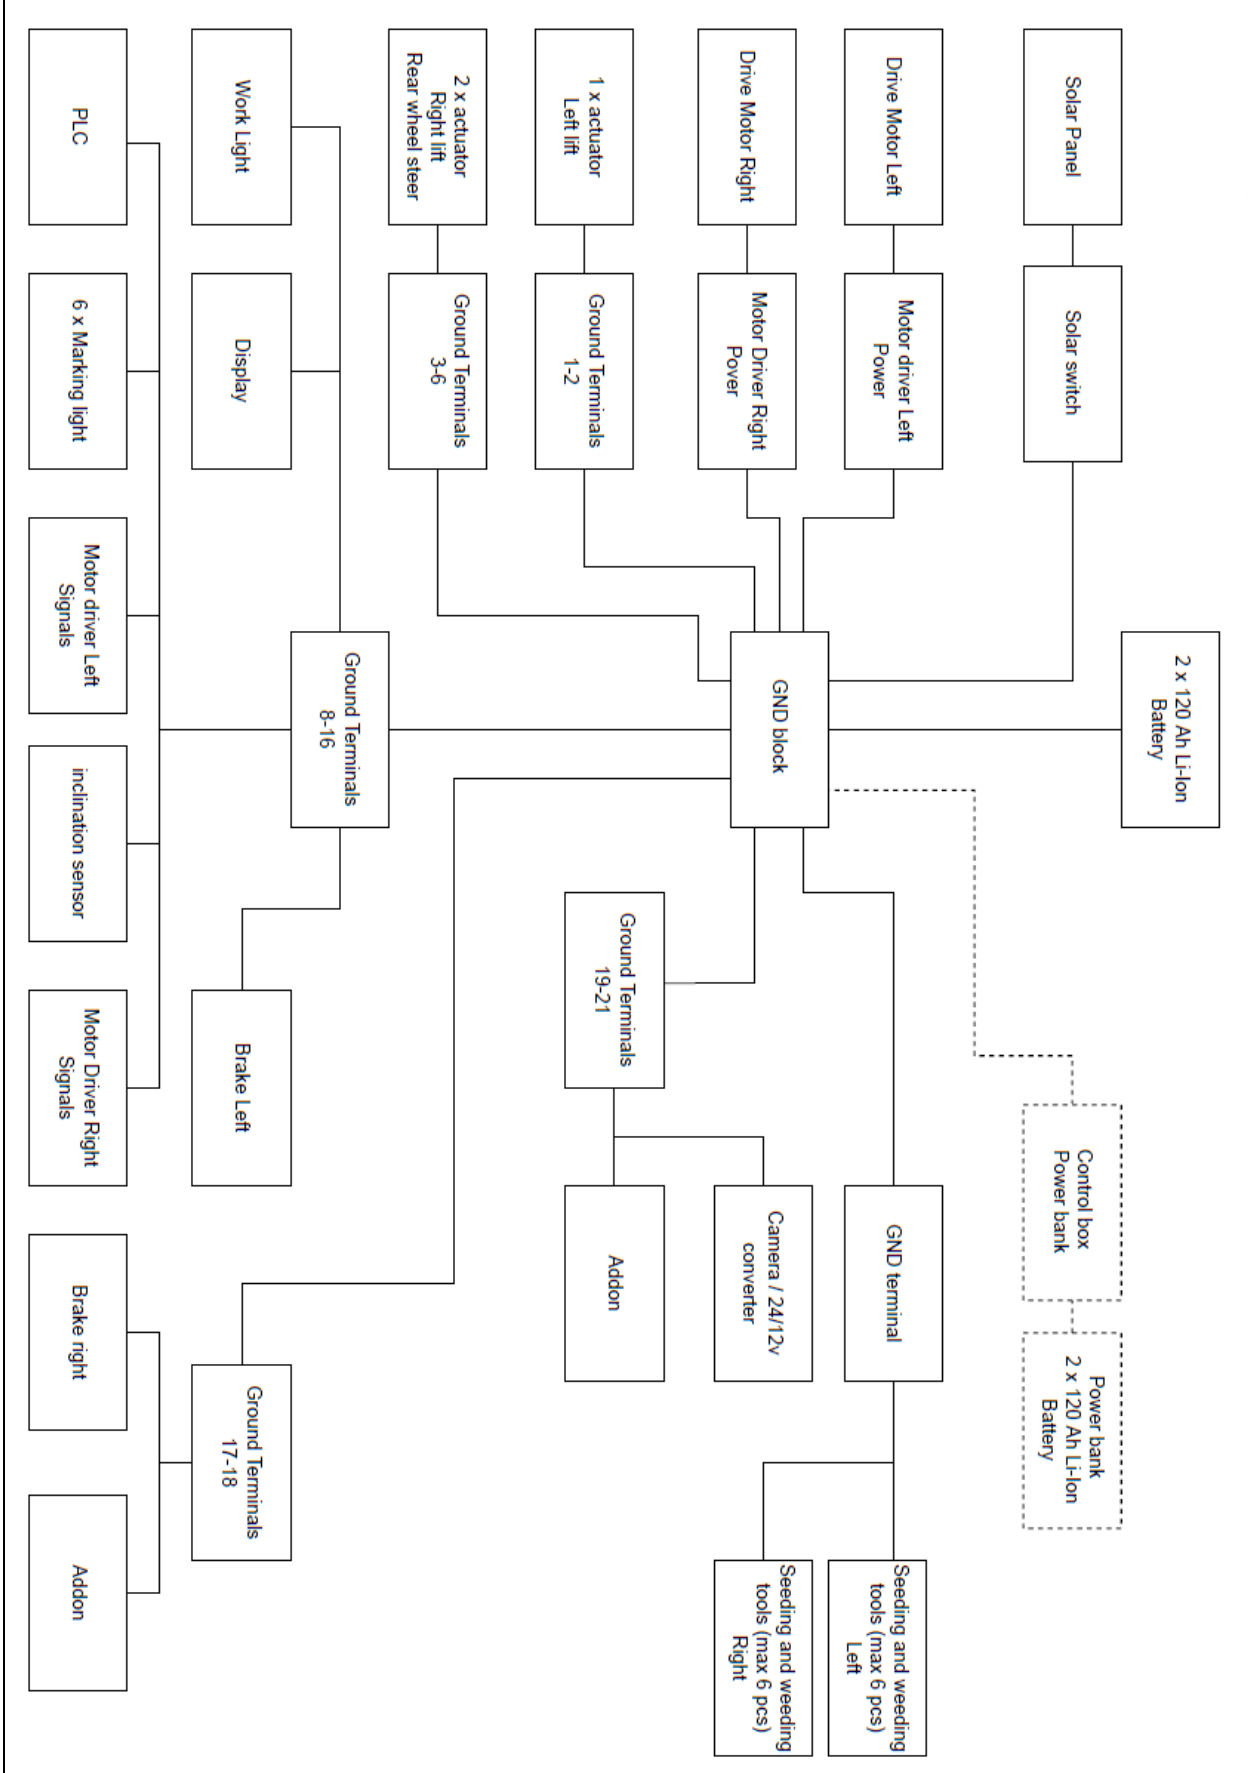 2 x 120 Ah Li-Ion
Battery
Solar Panel
Solar switch
Control box
Power bank
Power bank
2 x 120 Ah Li-Ion
Battery
Drive Motor Left
Motor driver Left
Power
GND terminal
Seeding and weeding
tools (max 6 pcs)
Left
Drive Motor Right
Motor Driver Right
Pover
GND block
Camera / 24/12v
converter
Seeding and weeding
tools (max 6 pcs)
Right
1 x actuator
Left lift
Ground Terminals
1-2
Ground Terminals
19-21
Addon
2 x actuator
Right lift
Rear wheel steer
Ground Terminals
3-6
Ground Terminals
8-16
Work Light
Display
Brake Left
Ground Terminals
17-18
PLC
6 x Marking light
Motor driver Left
Signals
inclination sensor
Motor Driver Right
Signals
Brake right
Addon